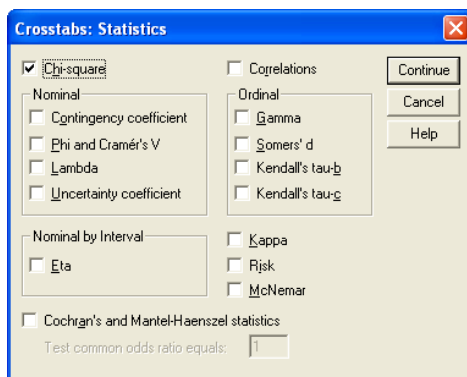 Crosstabs: Statistics
Chi-square
Correlations
Continue
Nominal
Ordinal
Cancel
Contingency coefficient
Gamma
Help
Phi and Cramér's V
Somers' d
Lambda
Kendall's tau-b
Uncertainty coefficient
Kendall's tau-c
Nominal by Interval
Kappa
Eta
Risk
McNemar
Cochran's and Mantel-Haenszel statistics
Test common odds ratio equals: 1